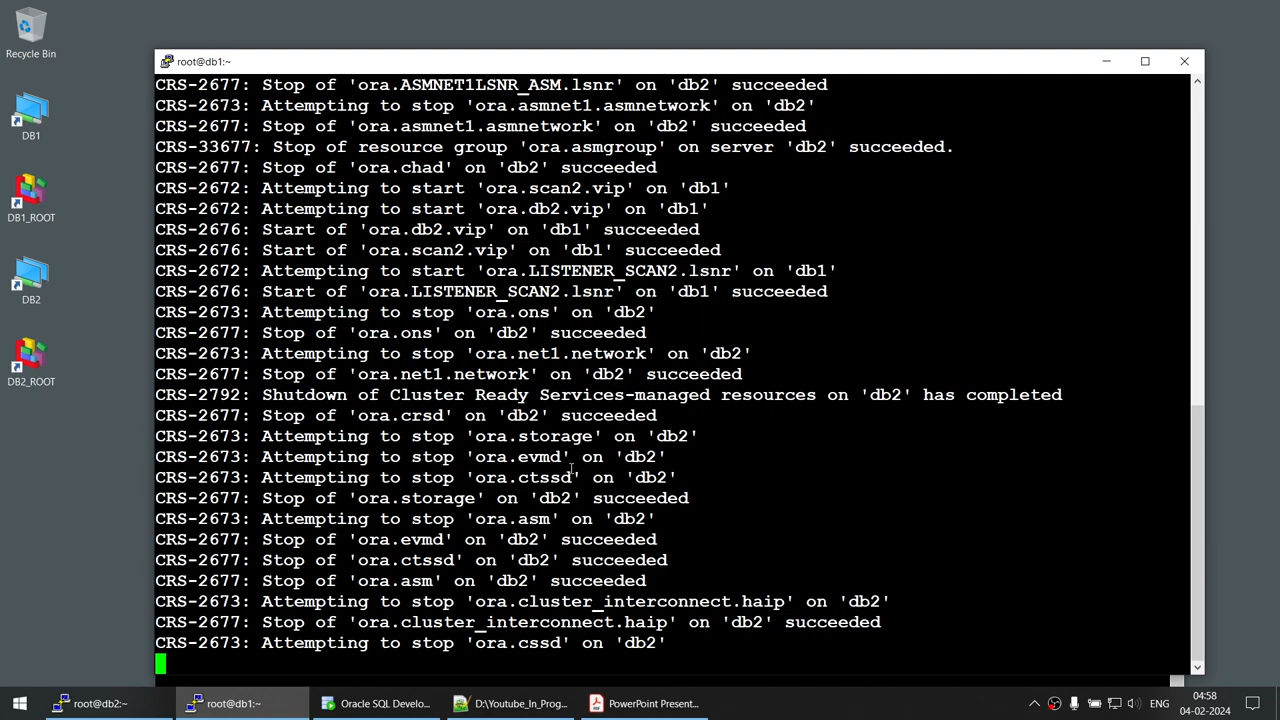 Recycle Bin
DB1
DB1_ROOT
DB2
DB2_ROOT
root@db1:~
CRS-2677: Stop of 'ora.ASMNET1LSNR_ASM.lsnr' on 'db2' succeeded
CRS-2673: Attempting to stop 'ora.asmnet1.asmnetwork' on 'db2'
CRS-2677: Stop of 'ora.asmnet1.asmnetwork' on 'db2' succeeded
CRS-33677: Stop of resource group 'ora.asmgroup' on server 'db2' succeeded.
CRS-2677: Stop of 'ora.chad' on 'db2' succeeded
CRS-2672: Attempting to start 'ora.scan2.vip' on 'db1'
CRS-2672: Attempting to start 'ora.db2.vip' on 'db1'
CRS-2676: Start of 'ora.db2.vip' on 'db1' succeeded
CRS-2676: Start of 'ora.scan2.vip' on 'db1' succeeded
CRS-2672: Attempting to start 'ora.LISTENER_SCAN2.lsnr' on 'db1'
CRS-2676: Start of 'ora.LISTENER_SCAN2.lsnr' on 'db1' succeeded
CRS-2673: Attempting to stop 'ora.ons' on 'db2'
CRS-2677: Stop of 'ora.ons' on 'db2' succeeded
CRS-2673: Attempting to stop 'ora.net1.network' on 'db2'
CRS-2677: Stop of 'ora.net1.network' on 'db2' succeeded
CRS-2792: Shutdown of Cluster Ready Services-managed resources on 'db2' has completed
CRS-2677: Stop of 'ora.crsd' on 'db2' succeeded
CRS-2673: Attempting to stop 'ora.storage' on 'db2'
CRS-2673: Attempting to stop 'ora.evmd' on 'db2'
CRS-2673: Attempting to stop 'ora.ctssd' on 'db2'
CRS-2677: Stop of 'ora.storage' on 'db2' succeeded
CRS-2673: Attempting to stop 'ora.asm' on 'db2'
CRS-2677: Stop of 'ora.evmd' on 'db2' succeeded
CRS-2677: Stop of 'ora.ctssd' on 'db2' succeeded
CRS-2677: Stop of 'ora.asm' on 'db2' succeeded
CRS-2673: Attempting to stop 'ora.cluster_interconnect.haip' on 'db2'
CRS-2677: Stop of 'ora.cluster_interconnect.haip' on 'db2' succeeded
CRS-2673: Attempting to stop 'ora.cssd' on 'db2'
root@db2:~
root@db1:~
Oracle SQL Develo...
D:\Youtube_In_Prog...
PowerPoint Present...
ENG
04:58
04-02-2024